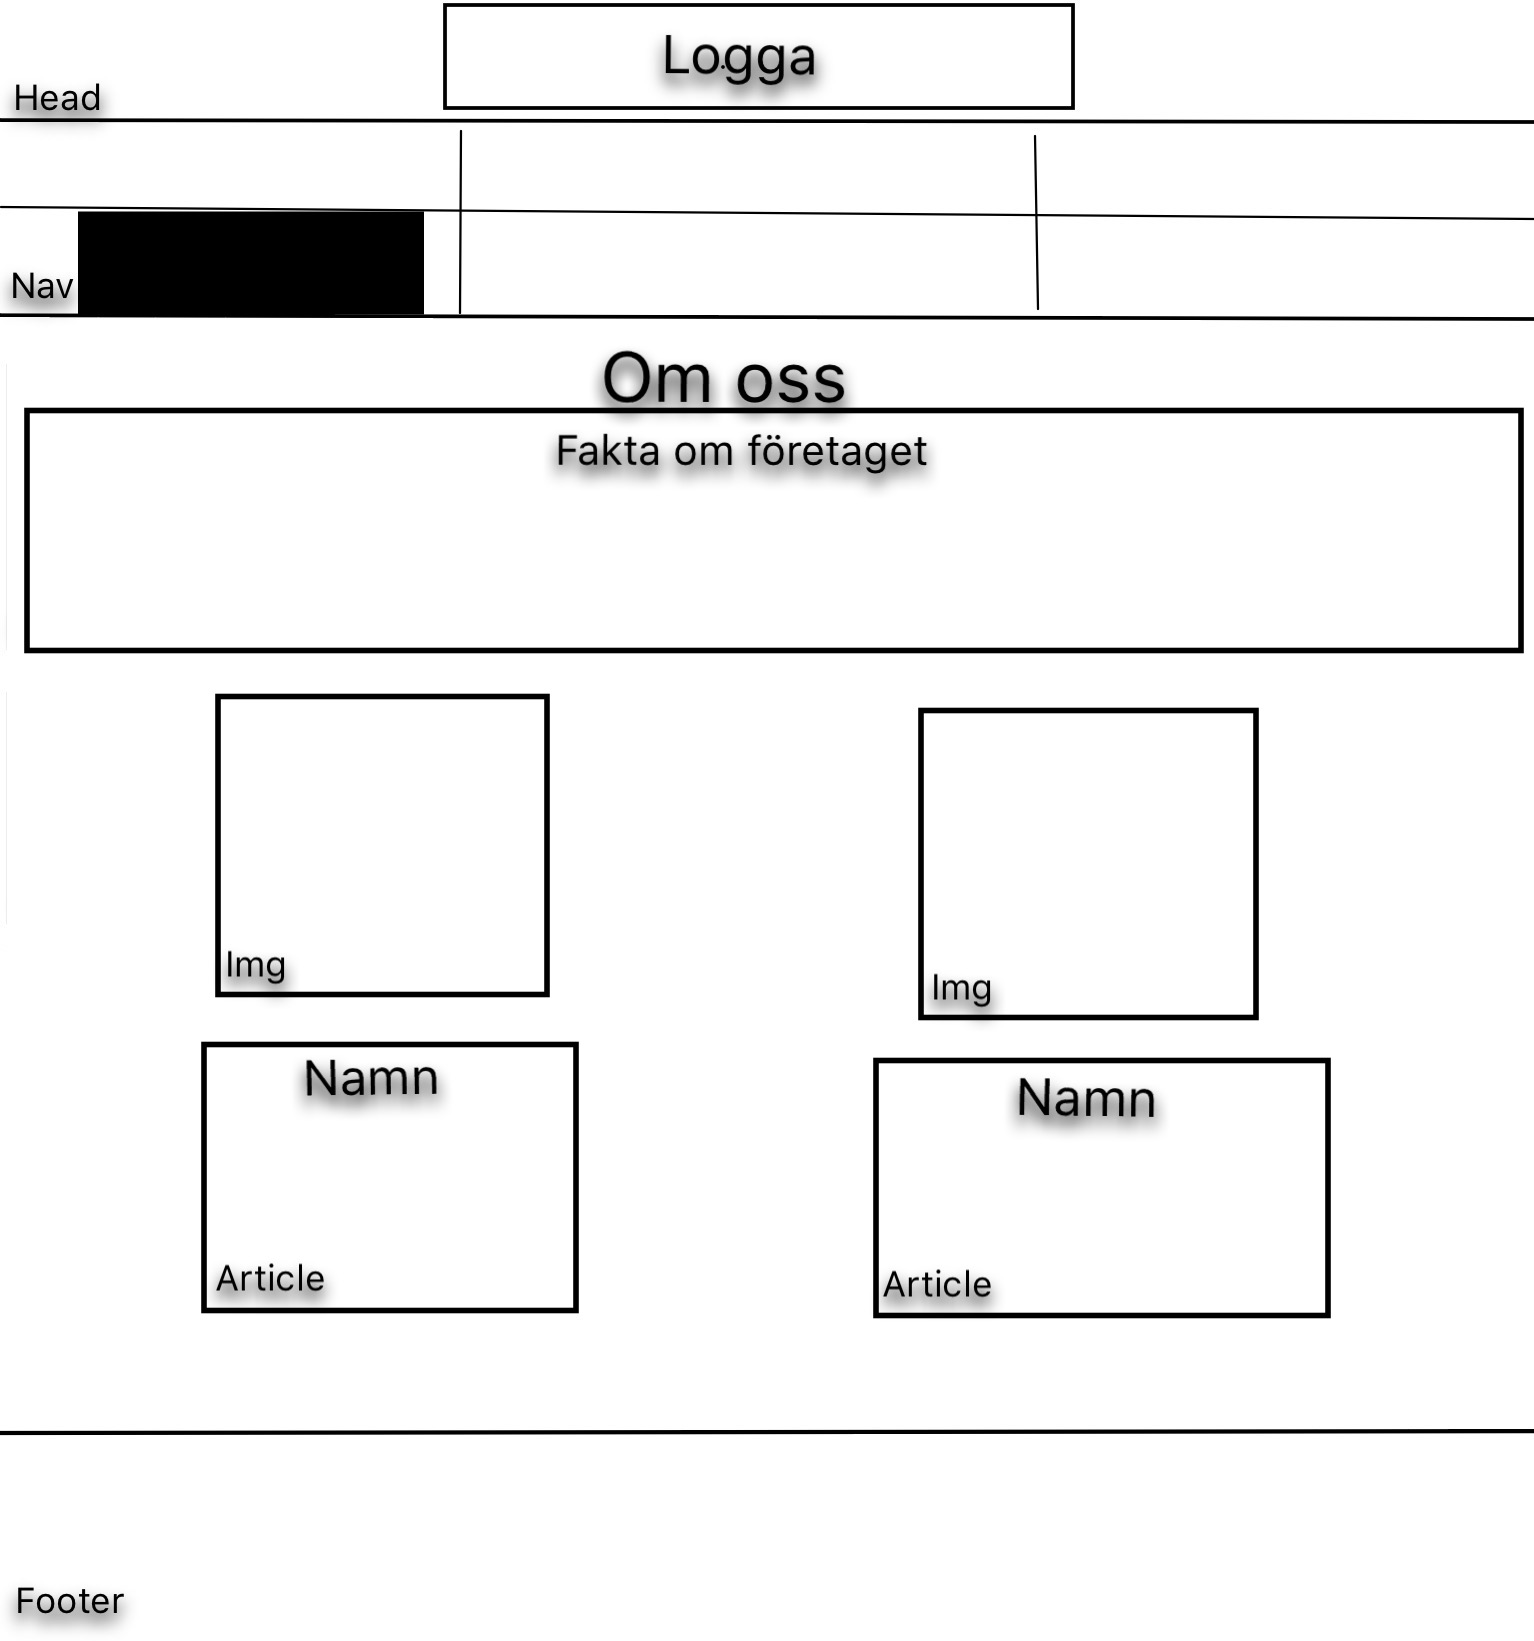 Logga
Head
Nav
Om oss
Fakta om företaget
Img
Img
Namn
Namn
Article
Article
Footer